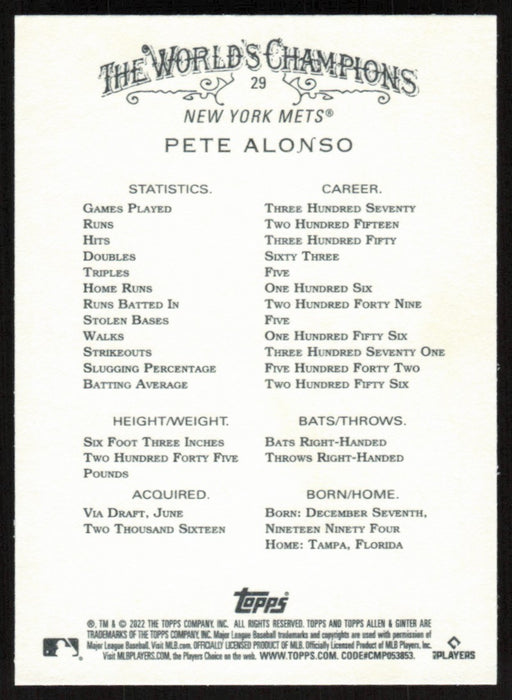 THE WORLD'S CHAMPIONS
29
NEW YORK METS®
PETE ALONSO
STATISTICS. CAREER.
GAMES PLAYED THREE HUNDRED SEVENTY
RUNS TWO HUNDRED FIFTEEN
HITS THREE HUNDRED FIFTY
DOUBLES SIXTY THREE
TRIPLES FIVE
HOME RUNS ONE HUNDRED SIX
RUNS BATTED IN TWO HUNDRED FORTY NINE
STOLEN BASES FIVE
WALKS ONE HUNDRED FIFTY SIX
STRIKEOUTS THREE HUNDRED SEVENTY ONE
SLUGGING PERCENTAGE FIVE HUNDRED FORTY TWO
BATTING AVERAGE TWO HUNDRED FIFTY SIX
HEIGHT/WEIGHT.
SIX FOOT THREE INCHES
TWO HUNDRED FORTY FIVE
POUNDS
BATS/THROWS.
BATS RIGHT-HANDED
THROWS RIGHT-HANDED
ACQUIRED.
VIA DRAFT, JUNE
TWO THOUSAND SIXTEEN
BORN/HOME.
BORN: DECEMBER SEVENTH,
NINETEEN NINETY FOUR
HOME: TAMPA, FLORIDA
Topps
®, TM & © 2022 THE TOPPS COMPANY, INC. ALL RIGHTS RESERVED. TOPPS AND TOPPS ALLEN & GINTER ARE
TRADEMARKS OF THE TOPPS COMPANY, INC. Major League Baseball trademarks and copyrights are used with permission of
Major League Baseball. Visit MLB.com. OFFICIALLY LICENSED PRODUCT OF MLB. Officially Licensed Product of MLB Players, Inc.
Visit MLBPLAYERS.com, the Players Choice on the web. WWW.TOPPS.COM. CODE#CMP053853.
PLAYERS